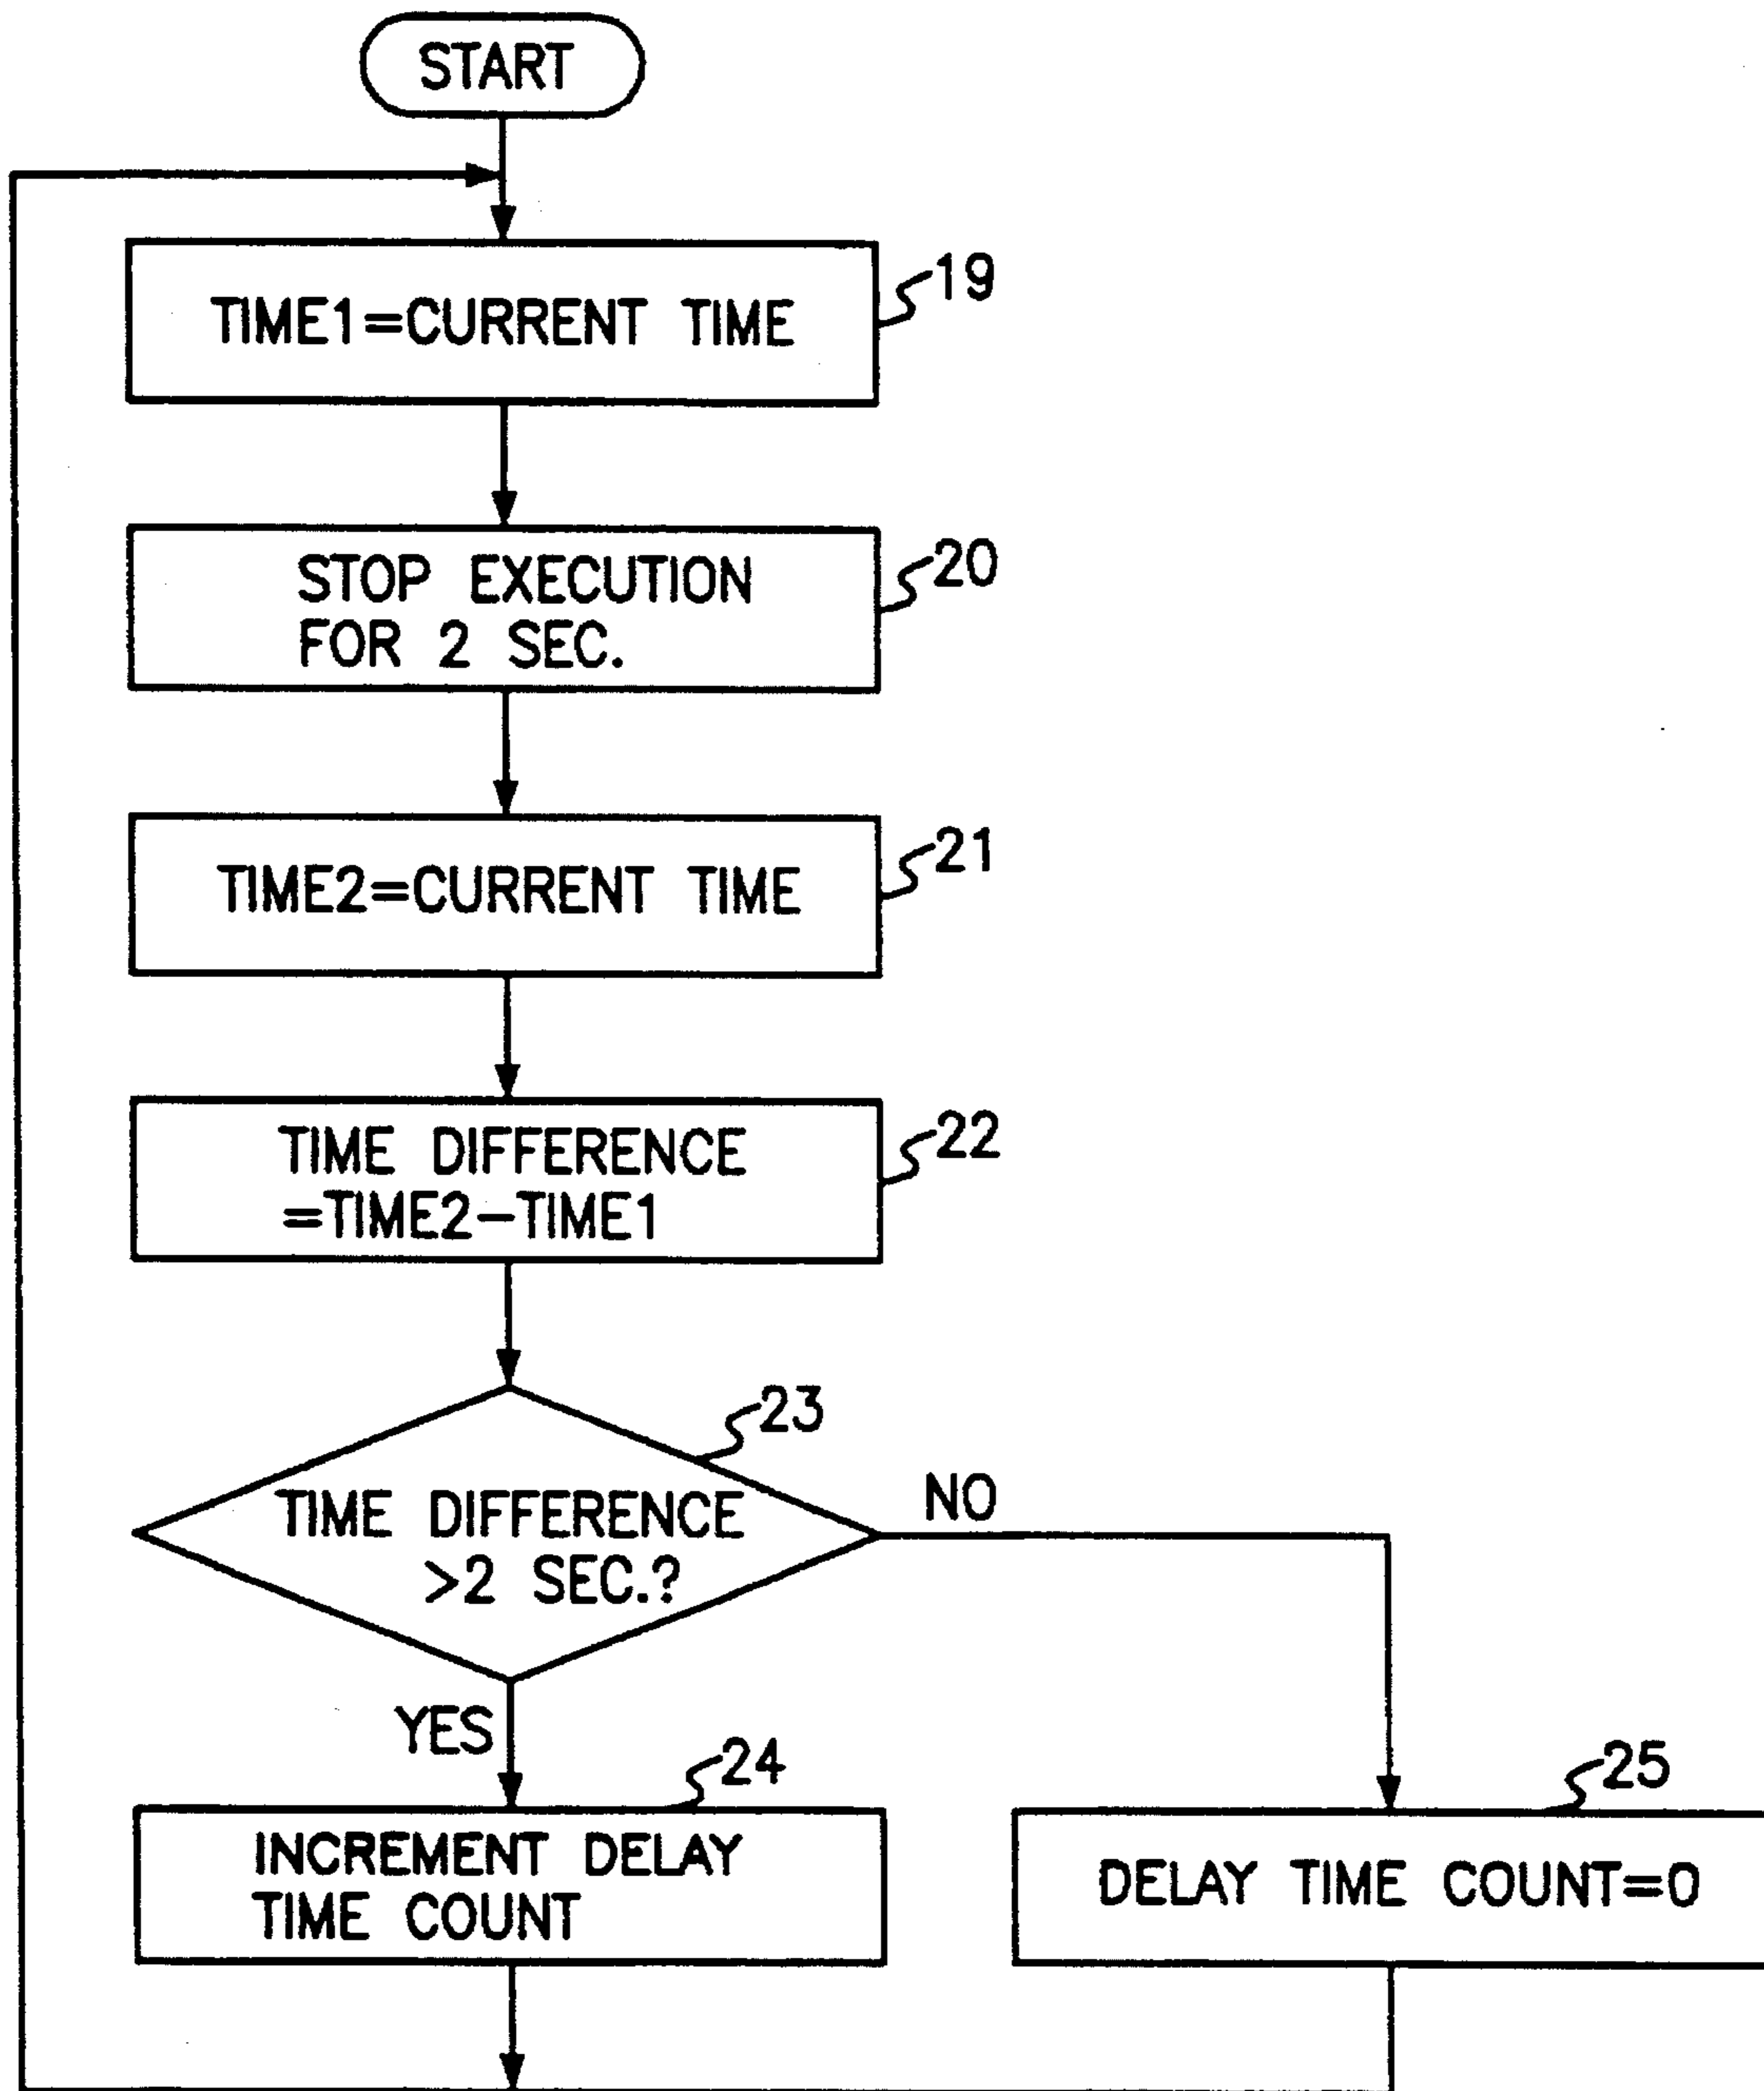 START
TIME1=CURRENT TIME
19
STOP EXECUTION
FOR 2 SEC.
20
TIME2=CURRENT TIME
21
TIME DIFFERENCE
=TIME2-TIME1
22
23
TIME DIFFERENCE
>2 SEC.?
NO
YES
24
INCREMENT DELAY
TIME COUNT
25
DELAY TIME COUNT=0